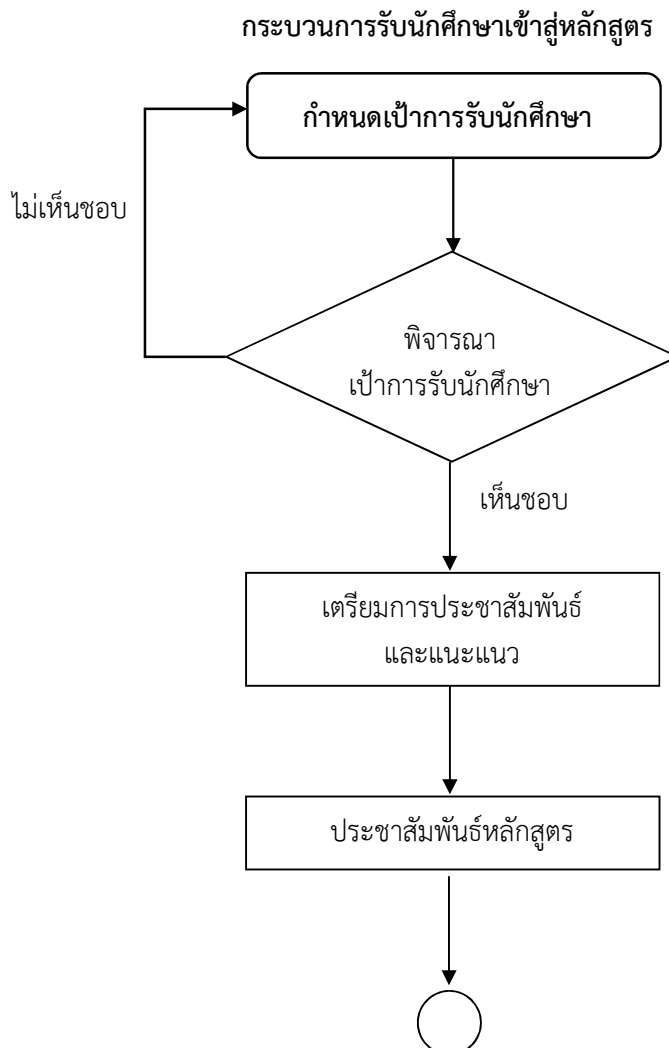 กระบวนการรับนักศึกษาเข้าสู่หลักสูตร
กำหนดเป้าการรับนักศึกษา
ไม่เห็นชอบ
พิจารณา
เป้าการรับนักศึกษา
เห็นชอบ
เตรียมการประชาสัมพันธ์
และแนะแนว
ประชาสัมพันธ์หลักสูตร